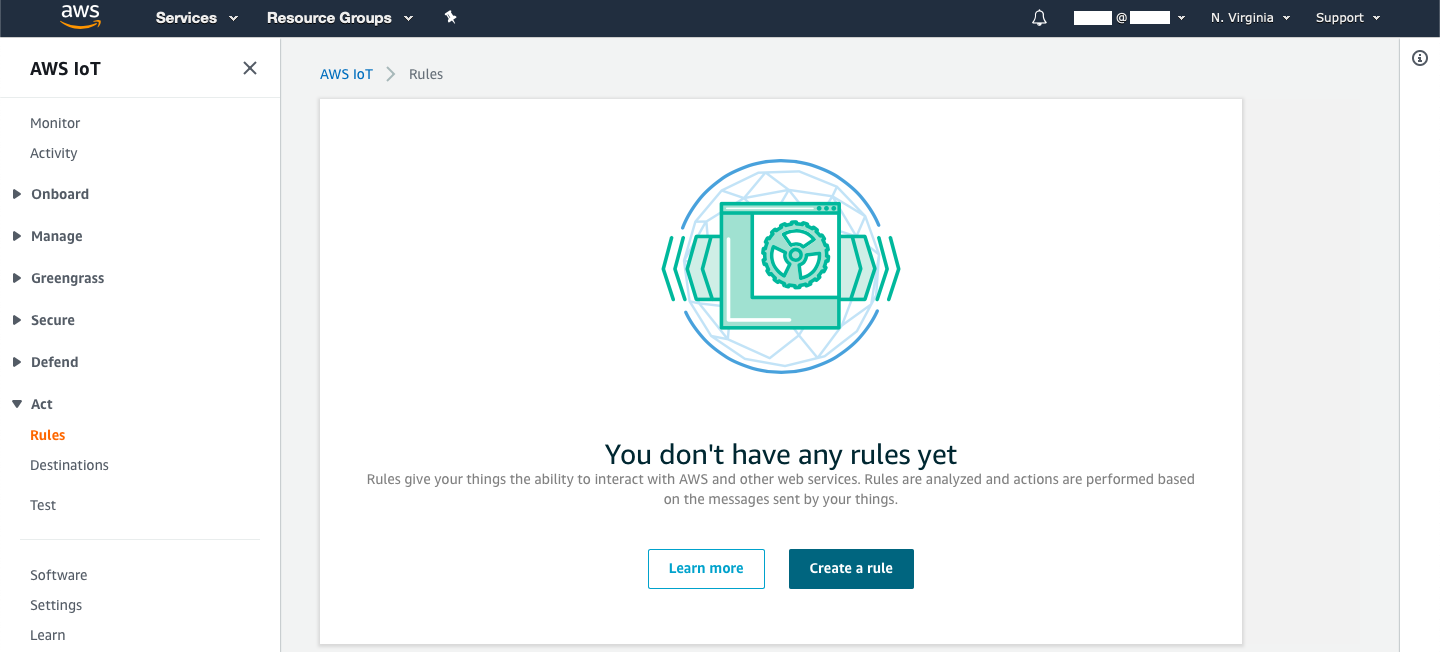 aws Services Resource Groups @ N. Virginia Support
AWS IoT
AWS IoT Rules
Monitor
Activity
Onboard
Manage
Greengrass
Secure
Defend
Act
Rules
Destinations
Test
Software
Settings
Learn
You don't have any rules yet
Rules give your things the ability to interact with AWS and other web services. Rules are analyzed and actions are performed based
on the messages sent by your things.
Learn more Create a rule